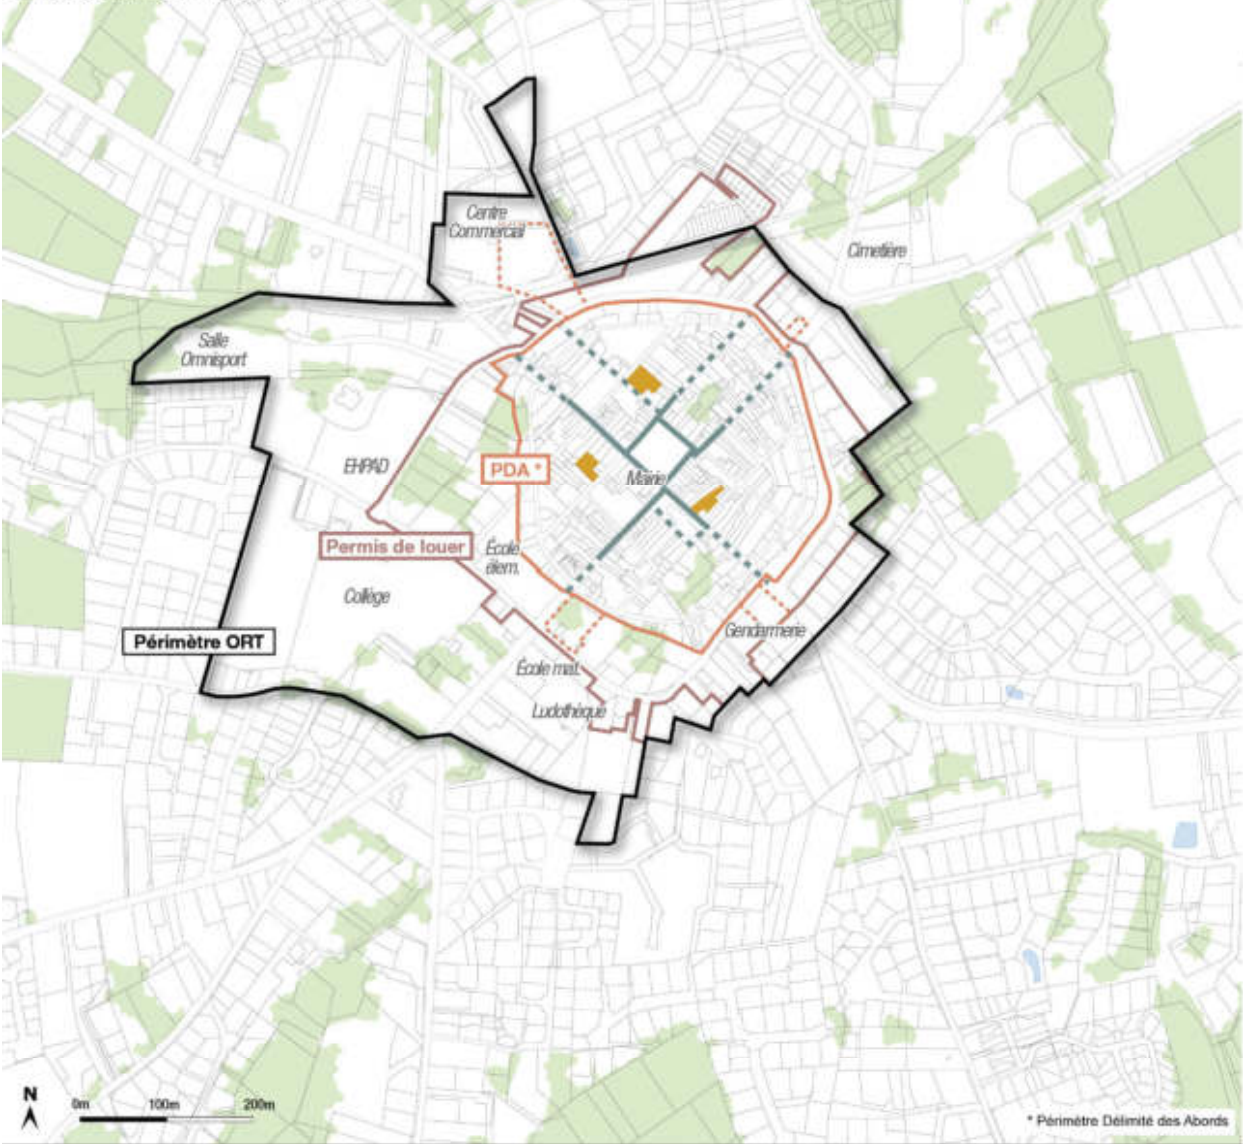 Centre
Commercial
Cimetière
Salle
Omnisport
EHPAD
PDA *
Mairie
Permis de louer
École
élem.
Collège
Périmètre ORT
Gendarmerie
École mat.
Ludothèque
N
0m 100m 200m
* Périmètre Délimité des Abords